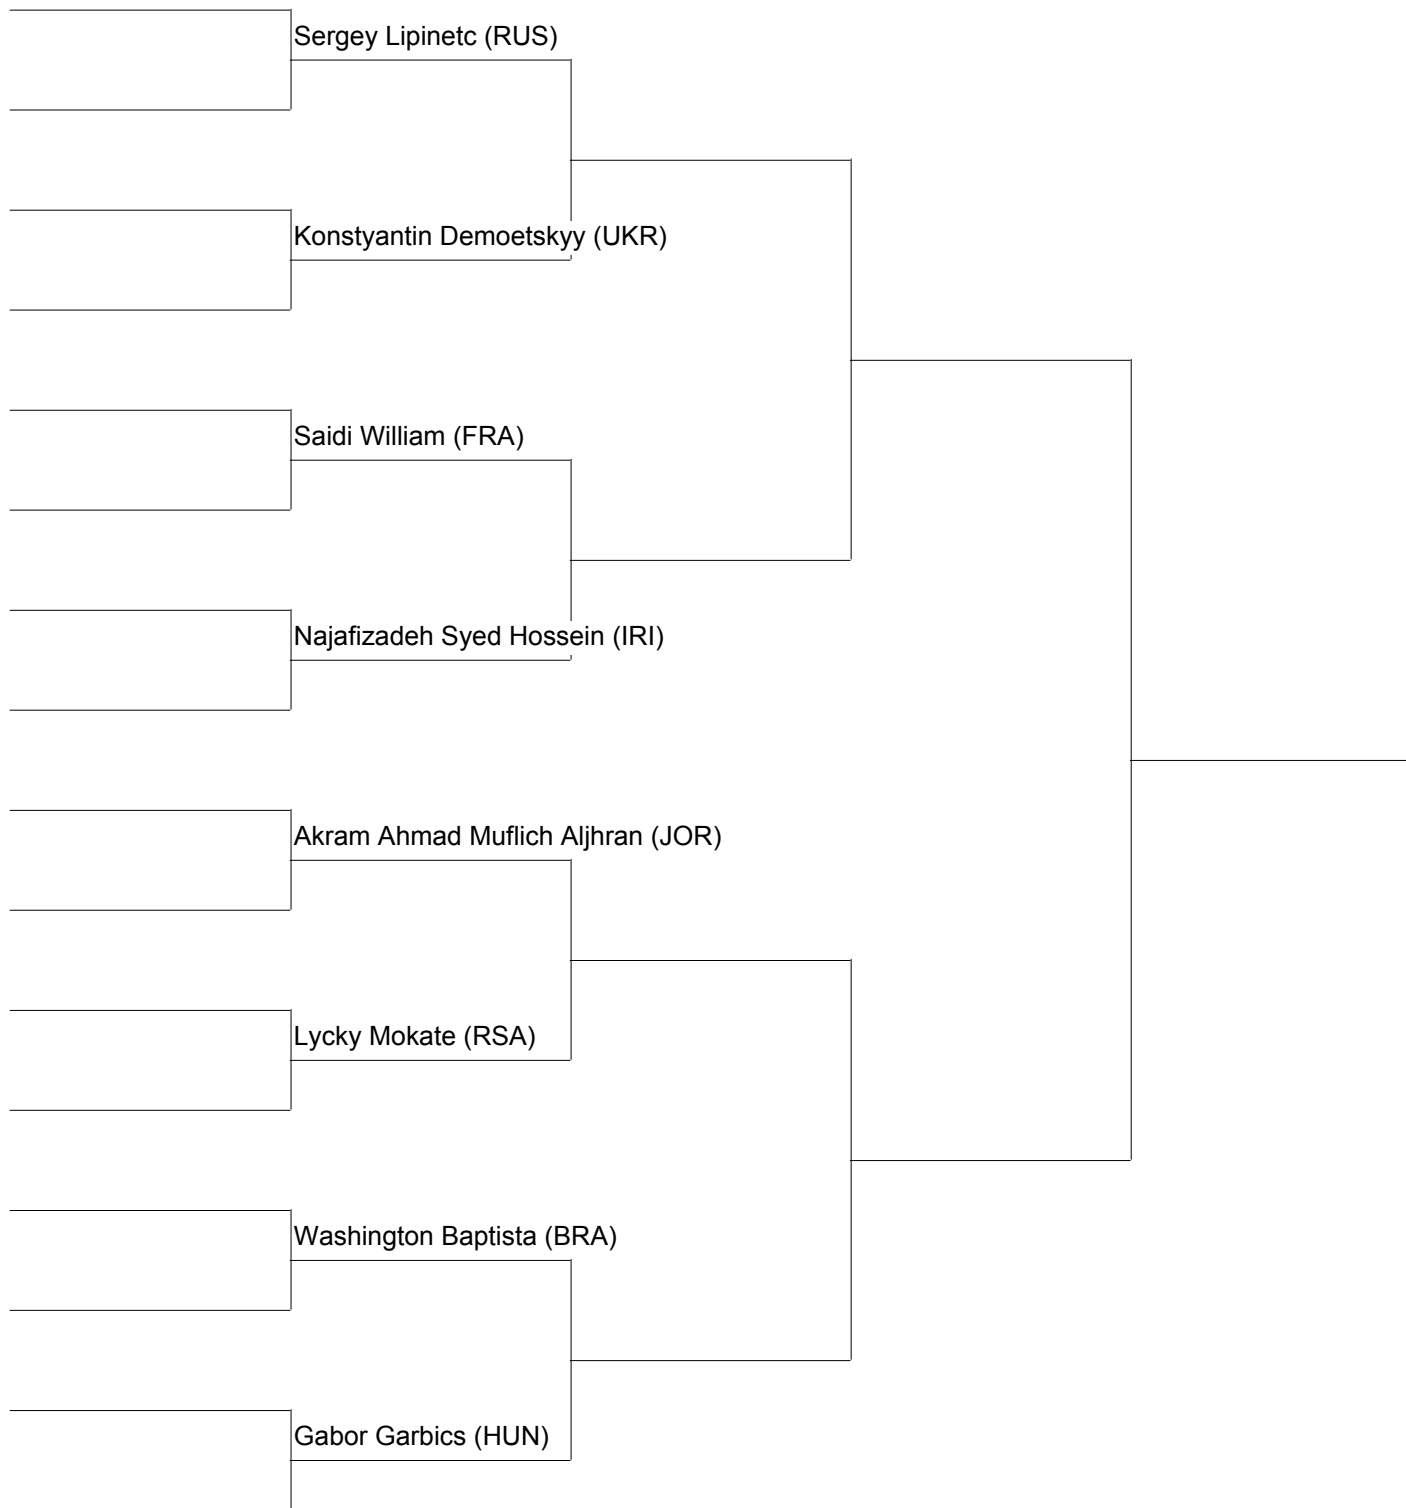 Sergey Lipinetc (RUS)
Konstyantin Demoetskyy (UKR)
Saidi William (FRA)
Najafizadeh Syed Hossein (IRI)
Akram Ahmad Muflich Aljhran (JOR)
Lycky Mokate (RSA)
Washington Baptista (BRA)
Gabor Garbics (HUN)